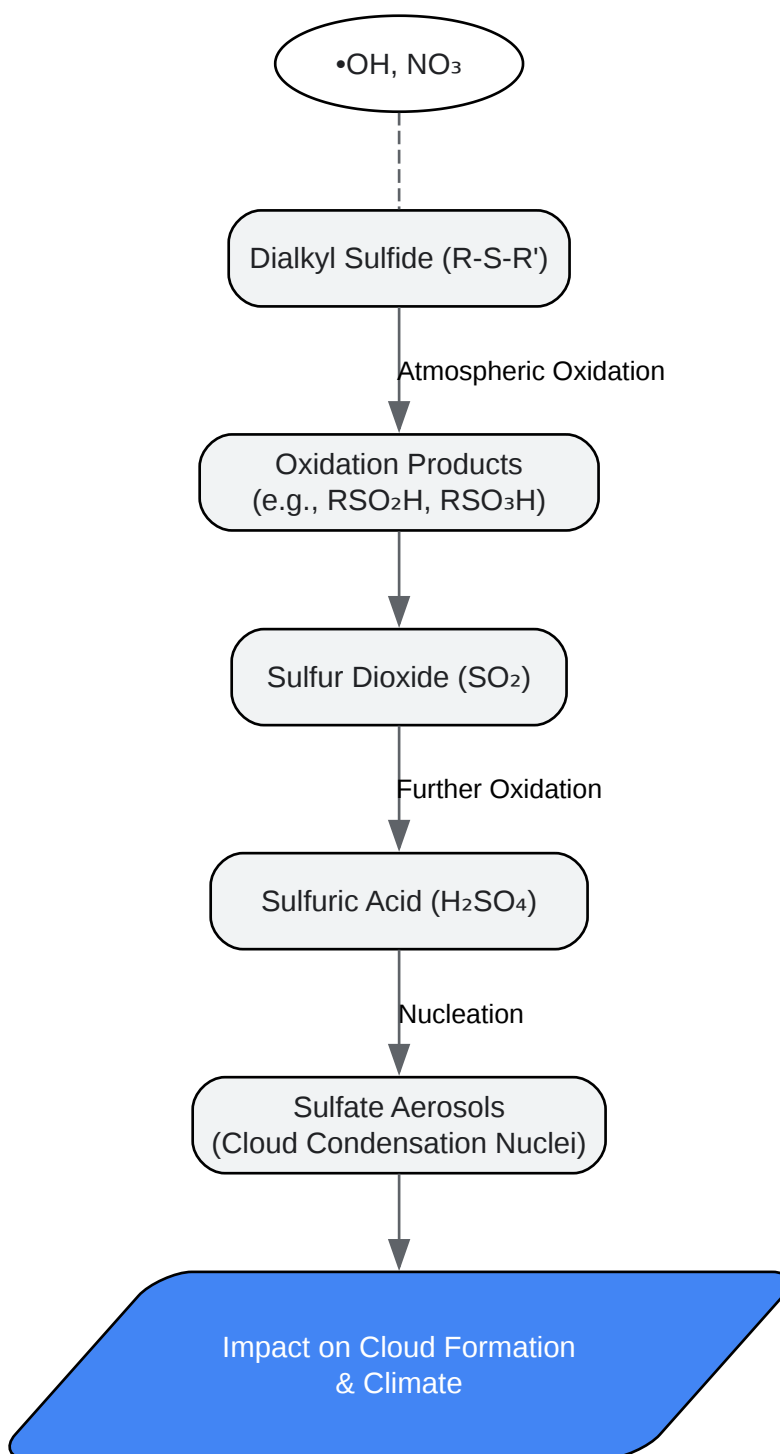 •OH, NO₃
Dialkyl Sulfide (R-S-R')
Atmospheric Oxidation
Oxidation Products
(e.g., RSO₂H, RSO₃H)
Sulfur Dioxide (SO₂)
Further Oxidation
Sulfuric Acid (H₂SO₄)
Nucleation
Sulfate Aerosols
(Cloud Condensation Nuclei)
Impact on Cloud Formation
& Climate